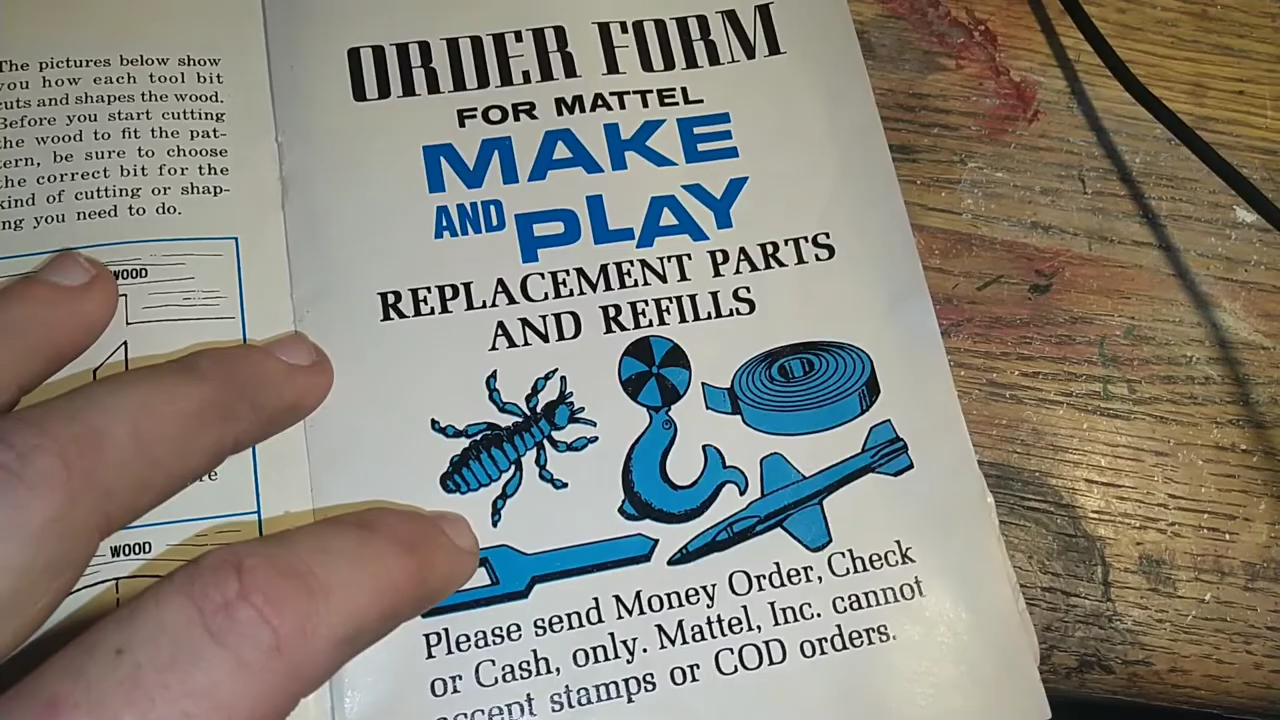 The pictures below show
you how each tool bit
cuts and shapes the wood.
Before you start cutting
the wood to fit the pat-
tern, be sure to choose
the correct bit for the
kind of cutting or shap-
ing you need to do.
WOOD
WOOD
ORDER FORM
FOR MATTEL
MAKE
AND PLAY
REPLACEMENT PARTS
AND REFILLS
Please send Money Order, Check
or Cash, only. Mattel, Inc. cannot
accept stamps or COD orders.